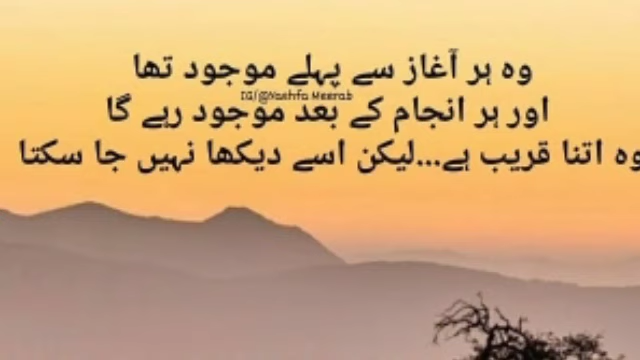 وہ ہر آغاز سے پہلے موجود تھا
IG/@Yashfa Meerab
اور ہر انجام کے بعد موجود رہے گا
وہ اتنا قریب ہے...لیکن اسے دیکھا نہیں جا سکتا